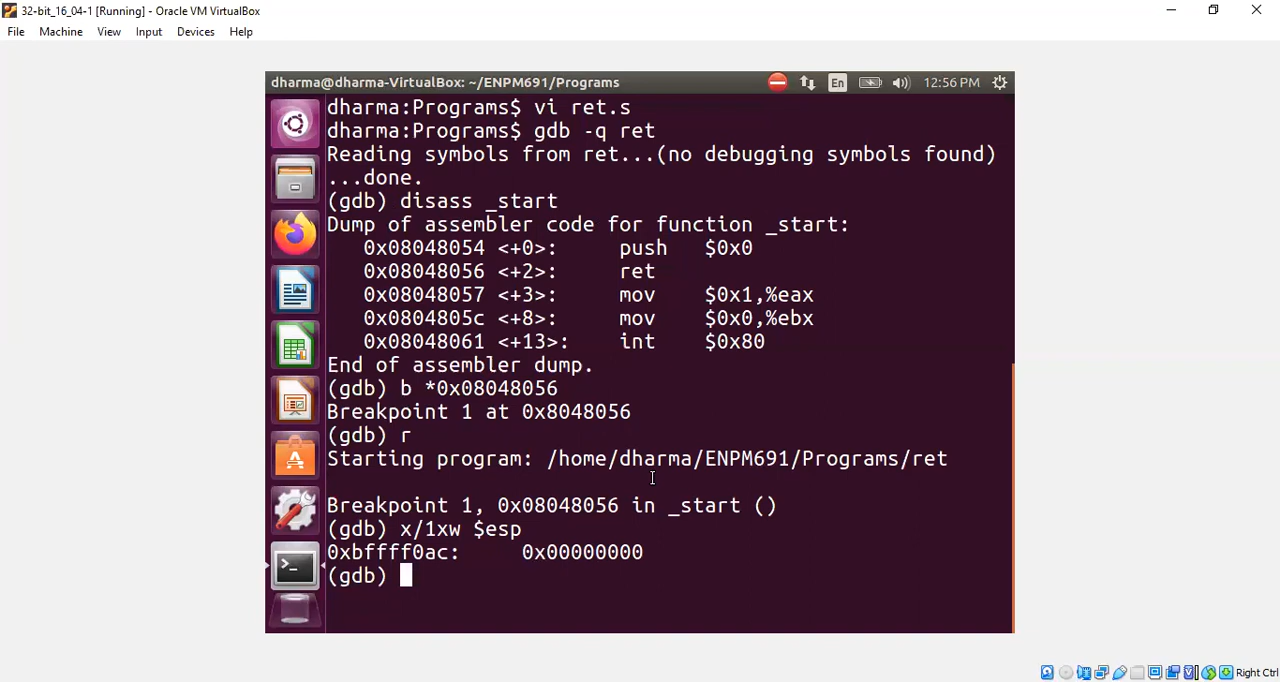 32-bit_16_04-1 [Running] - Oracle VM VirtualBox
File Machine View Input Devices Help
dharma@dharma-VirtualBox: ~/ENPM691/Programs En 12:56 PM
dharma:Programs$ vi ret.s
dharma:Programs$ gdb -q ret
Reading symbols from ret...(no debugging symbols found)
...done.
(gdb) disass _start
Dump of assembler code for function _start:
   0x08048054 <+0>:     push   $0x0
   0x08048056 <+2>:     ret
   0x08048057 <+3>:     mov    $0x1,%eax
   0x0804805c <+8>:     mov    $0x0,%ebx
   0x08048061 <+13>:    int    $0x80
End of assembler dump.
(gdb) b *0x08048056
Breakpoint 1 at 0x8048056
(gdb) r
Starting program: /home/dharma/ENPM691/Programs/ret
Breakpoint 1, 0x08048056 in _start ()
(gdb) x/1xw $esp
0xbffff0ac:     0x00000000
(gdb)
Right Ctrl